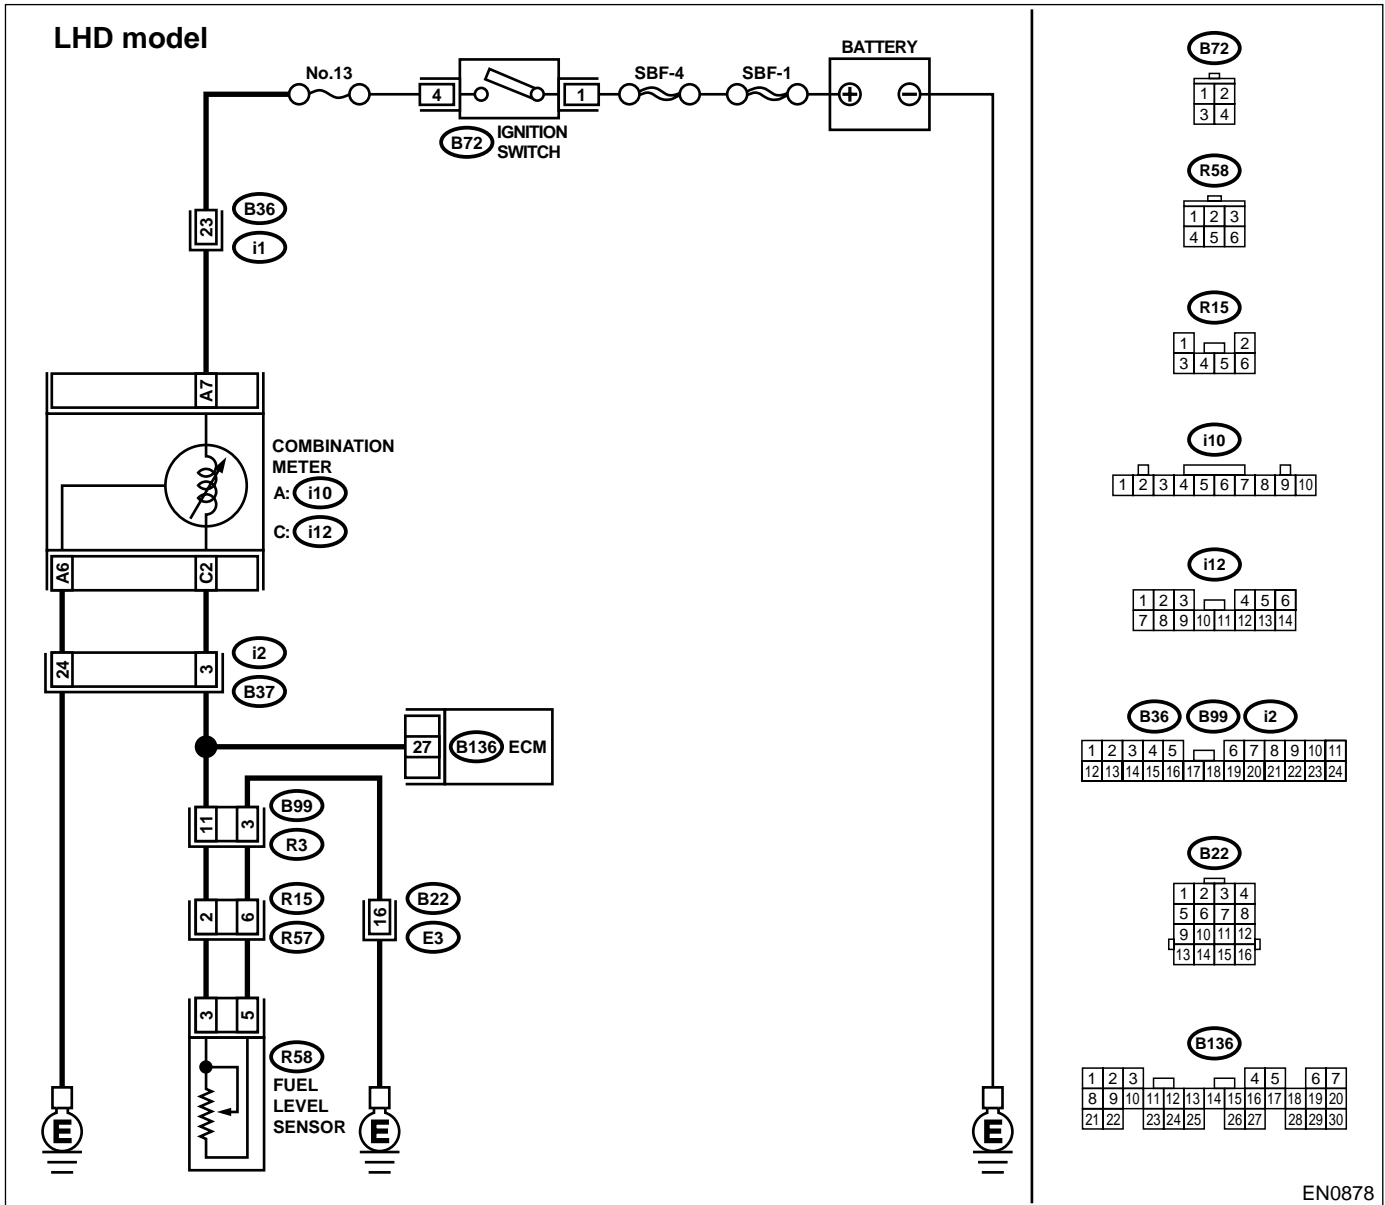 LHD model
No.13
4
1
SBF-4
SBF-1
BATTERY
B72
IGNITION
SWITCH
23
B36
i1
A7
COMBINATION
METER
A: i10
C: i12
A6
C2
24
3
i2
B37
27
B136 ECM
11
3
B99
R3
2
6
R15
R57
16
B22
E3
3
5
R58
FUEL
LEVEL
SENSOR
E
E
E
B72
1 2
3 4
R58
1 2 3
4 5 6
R15
1 2
3 4 5 6
i10
1 2 3 4 5 6 7 8 9 10
i12
1 2 3 4 5 6
7 8 9 10 11 12 13 14
B36 B99 i2
1 2 3 4 5 6 7 8 9 10 11
12 13 14 15 16 17 18 19 20 21 22 23 24
B22
1 2 3 4
5 6 7 8
9 10 11 12
13 14 15 16
B136
1 2 3 4 5 6 7
8 9 10 11 12 13 14 15 16 17 18 19 20
21 22 23 24 25 26 27 28 29 30
EN0878